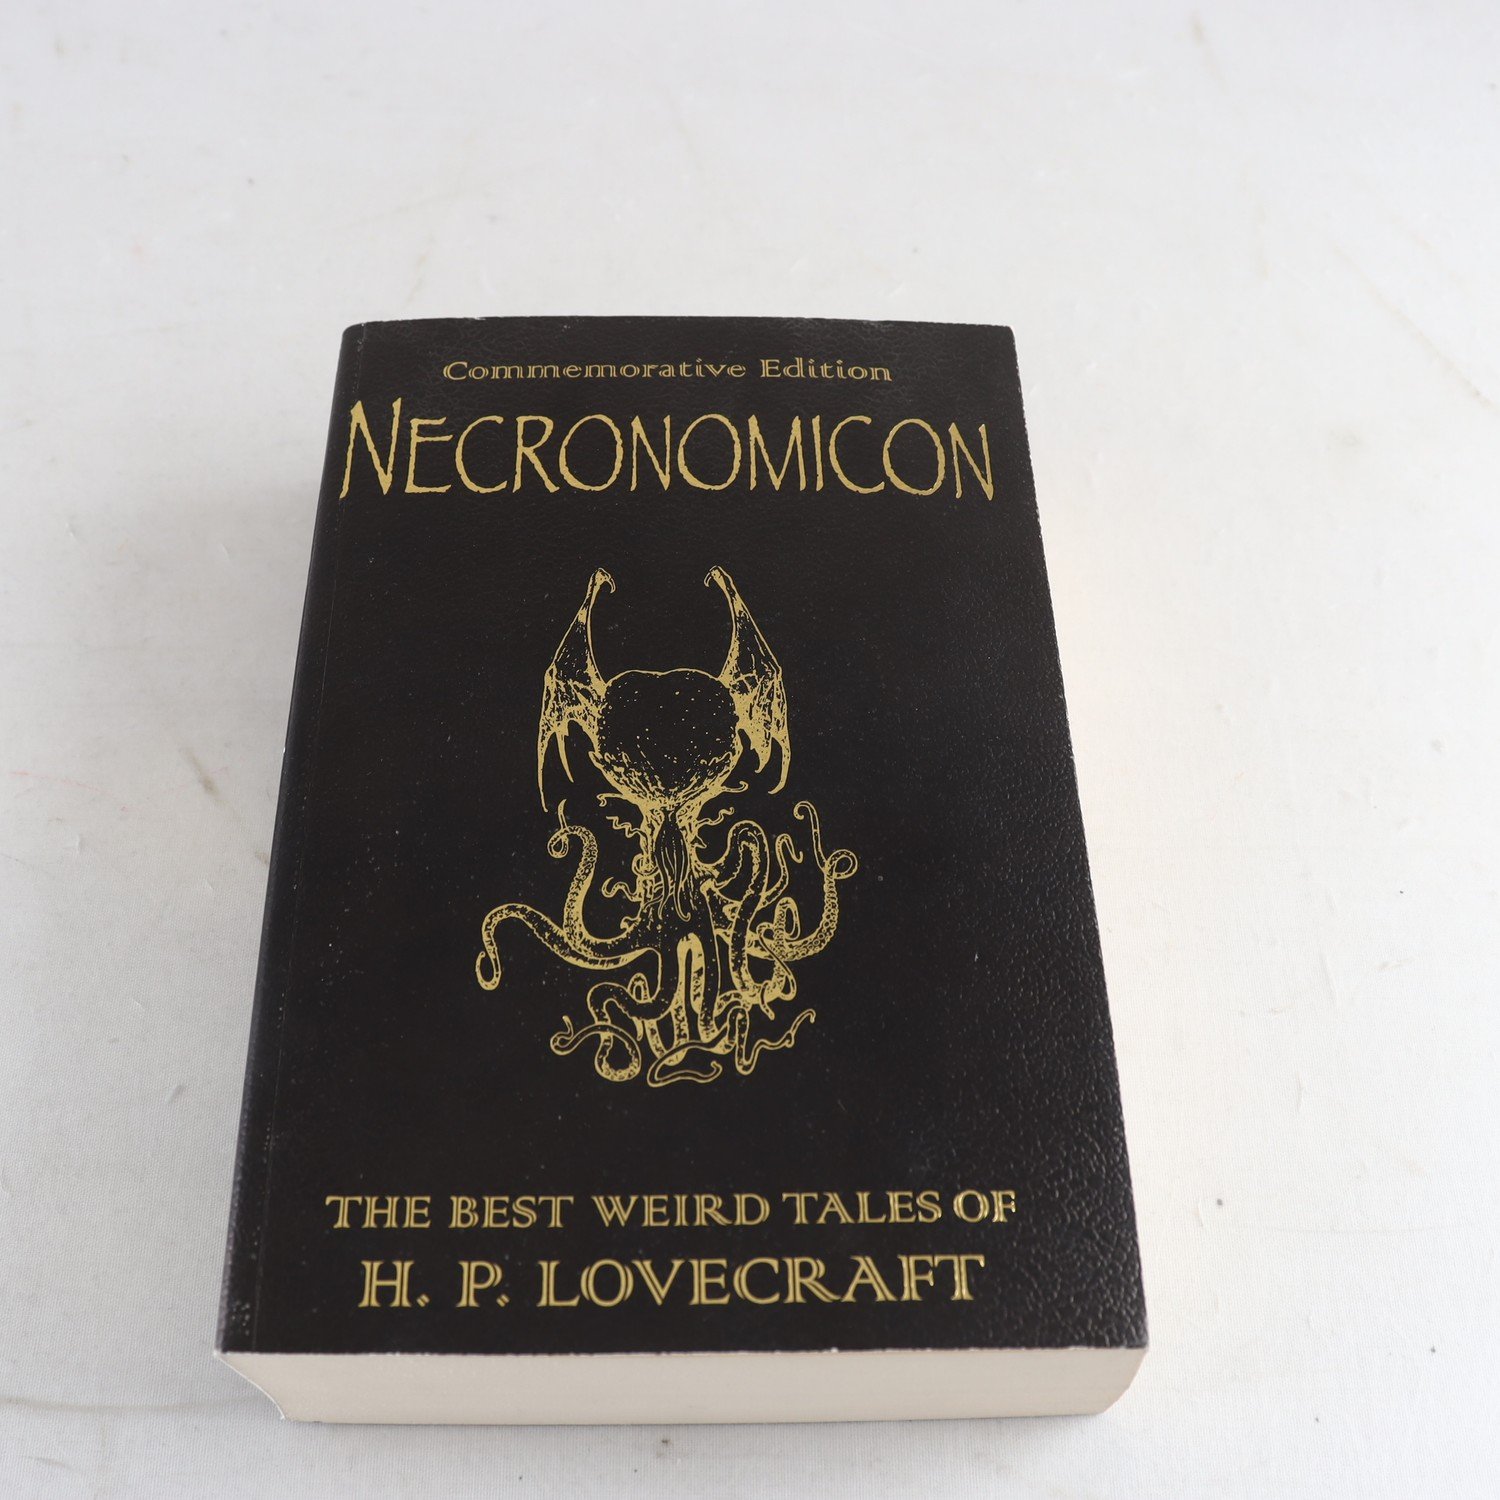 Commemorative Edition
NECRONOMICON
THE BEST WEIRD TALES OF
H. P. LOVECRAFT